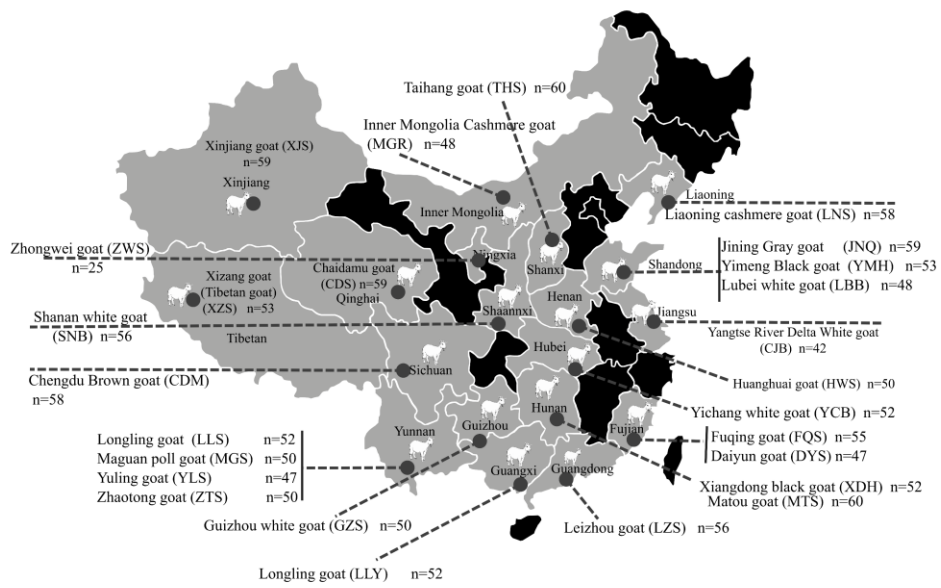 Taihang goat (THS) n=60
Inner Mongolia Cashmere goat
(MGR) n=48
Xinjiang goat (XJS)
n=59
Xinjiang
Inner Mongolia
Liaoning
Liaoning cashmere goat (LNS) n=58
Zhongwei goat (ZWS)
n=25
Ningxia
Shanxi
Shandong
Jining Gray goat (JNQ) n=59
Yimeng Black goat (YMH) n=53
Lubei white goat (LBB) n=48
Xizang goat
(Tibetan goat)
(XZS) n=53
Chaidamu goat
(CDS) n=59
Qinghai
Shaannxi
Henan
Jiangsu
Shanan white goat
(SNB) n=56
Tibetan
Yangtse River Delta White goat
(CJB) n=42
Hubei
Chengdu Brown goat (CDM)
n=58
Sichuan
Huanghuai goat (HWS) n=50
Yichang white goat (YCB) n=52
Hunan
Guizhou
Yunnan
Fujian
Longling goat (LLS) n=52
Maguan poll goat (MGS) n=50
Yuling goat (YLS) n=47
Zhaotong goat (ZTS) n=50
Fuqing goat (FQS) n=55
Daiyun goat (DYS) n=47
Guangxi
Guangdong
Xiangdong black goat (XDH) n=52
Matou goat (MTS) n=60
Guizhou white goat (GZS) n=50
Leizhou goat (LZS) n=56
Longling goat (LLY) n=52